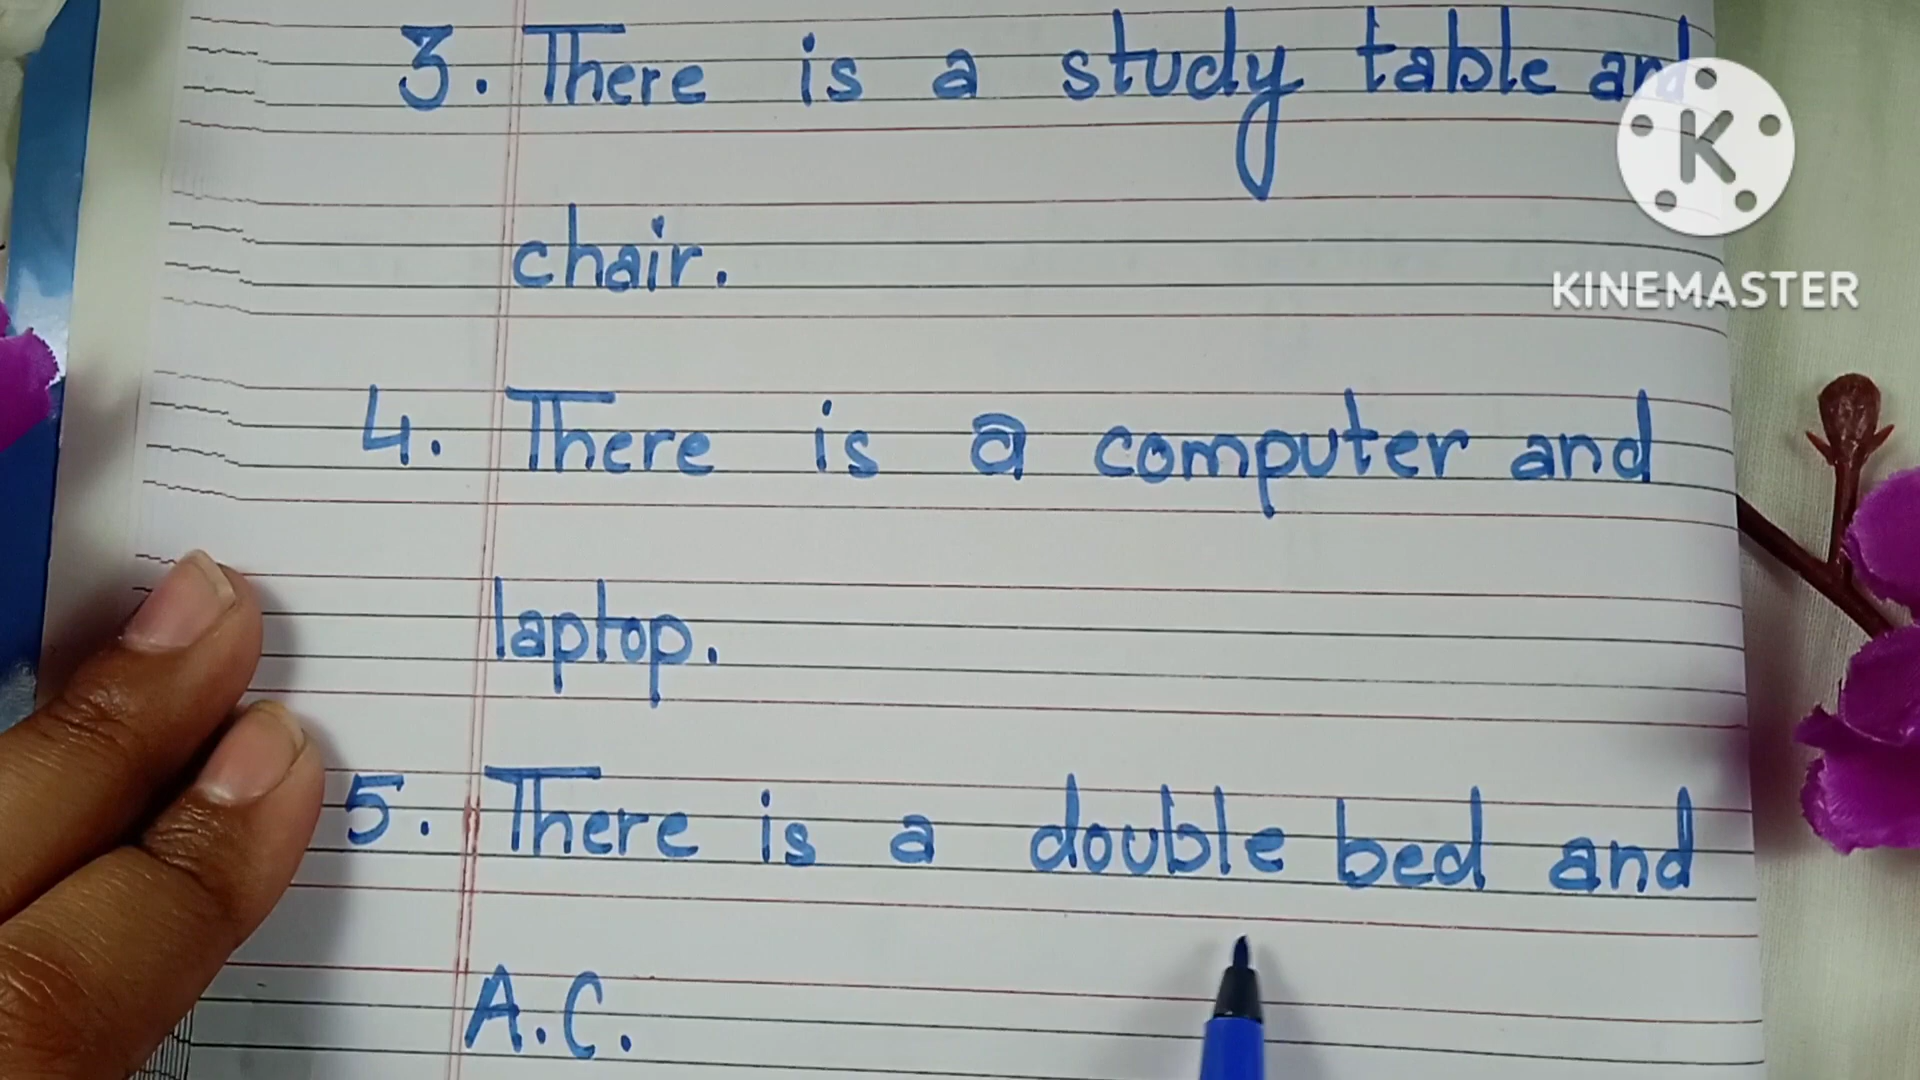 3. There is a study table and
chair.
KINEMASTER
4. There is a computer and
laptop.
5. There is a double bed and
A.C.